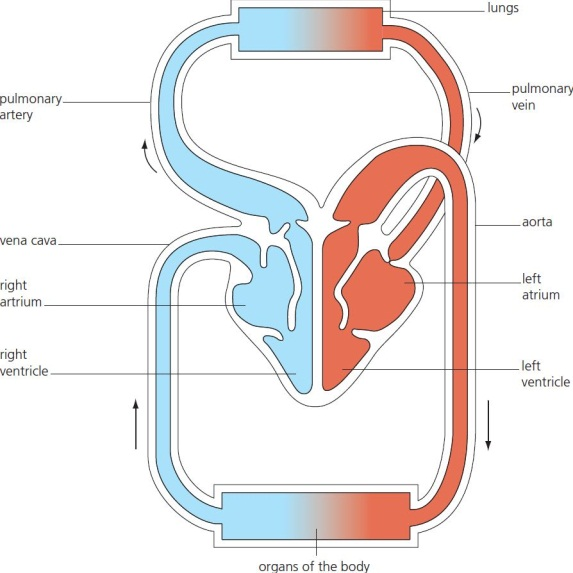 lungs
pulmonary
artery
pulmonary
vein
vena cava
aorta
right
artrium
left
atrium
right
ventricle
left
ventricle
organs of the body